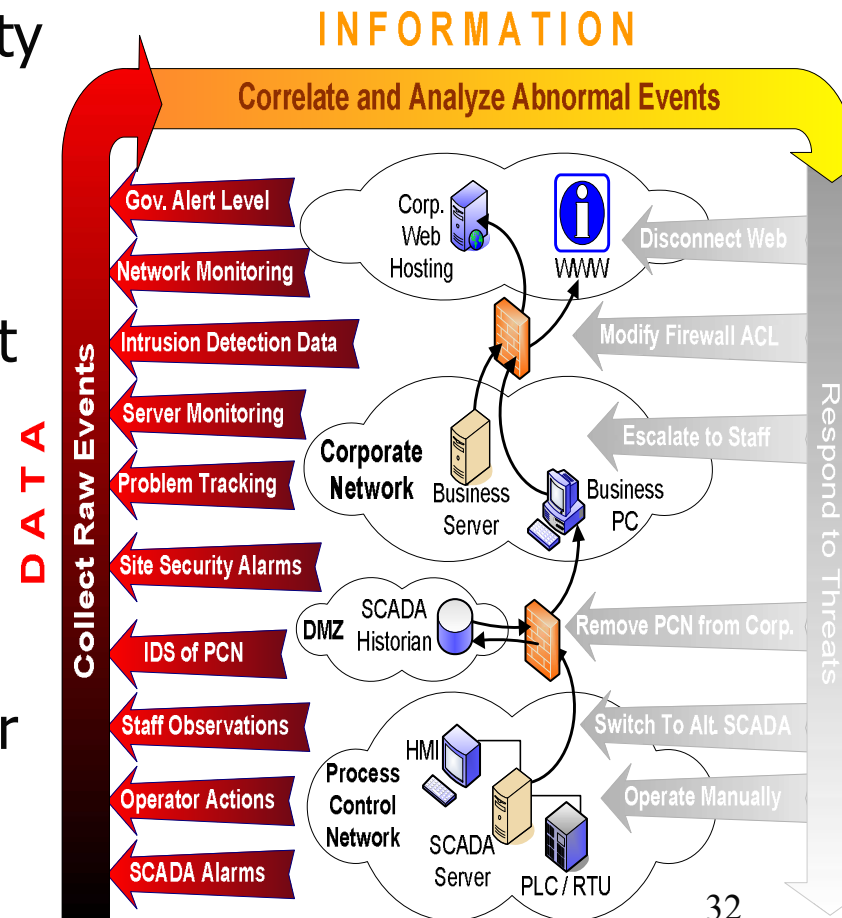 ty
t
r
INFORMATION
Correlate and Analyze Abnormal Events
DATA
Collect Raw Events
Gov. Alert Level
Network Monitoring
Intrusion Detection Data
Server Monitoring
Problem Tracking
Site Security Alarms
IDS of PCN
Staff Observations
Operator Actions
SCADA Alarms
Corp.
Web
Hosting
i
WWW
Corporate
Network
Business
Server
Business
PC
DMZ
SCADA
Historian
HMI
Process
Control
Network
SCADA
Server
PLC / RTU
Disconnect Web
Modify Firewall ACL
Escalate to Staff
Remove PCN from Corp.
Switch To Alt. SCADA
Operate Manually
Respond to Threats
32